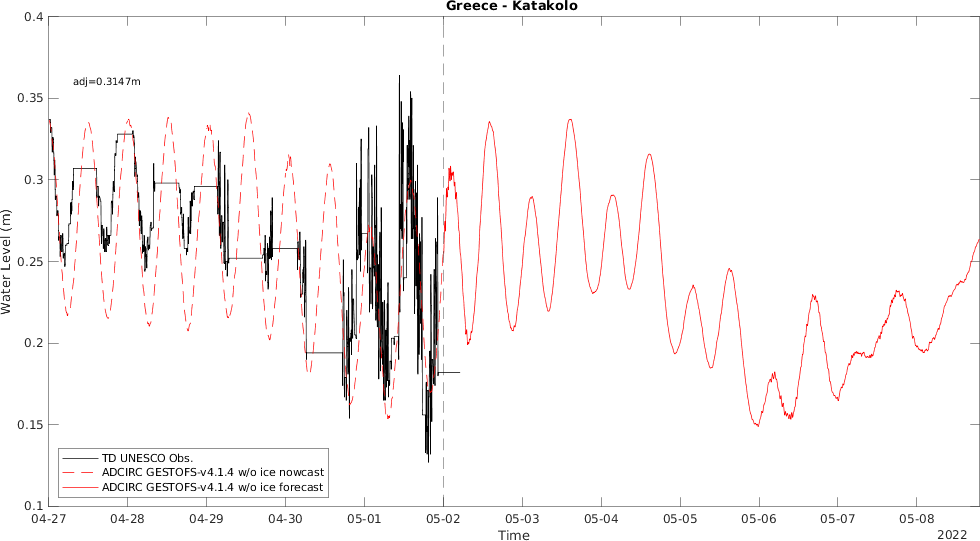 Greece - Katakolo
0.4
0.35
0.3
0.25
0.2
0.15
0.1
Water Level (m)
adj=0.3147m
TD UNESCO Obs.
ADCIRC GESTOFS-v4.1.4 w/o ice nowcast
ADCIRC GESTOFS-v4.1.4 w/o ice forecast
04-27 04-28 04-29 04-30 05-01 05-02 05-03 05-04 05-05 05-06 05-07 05-08
Time
2022